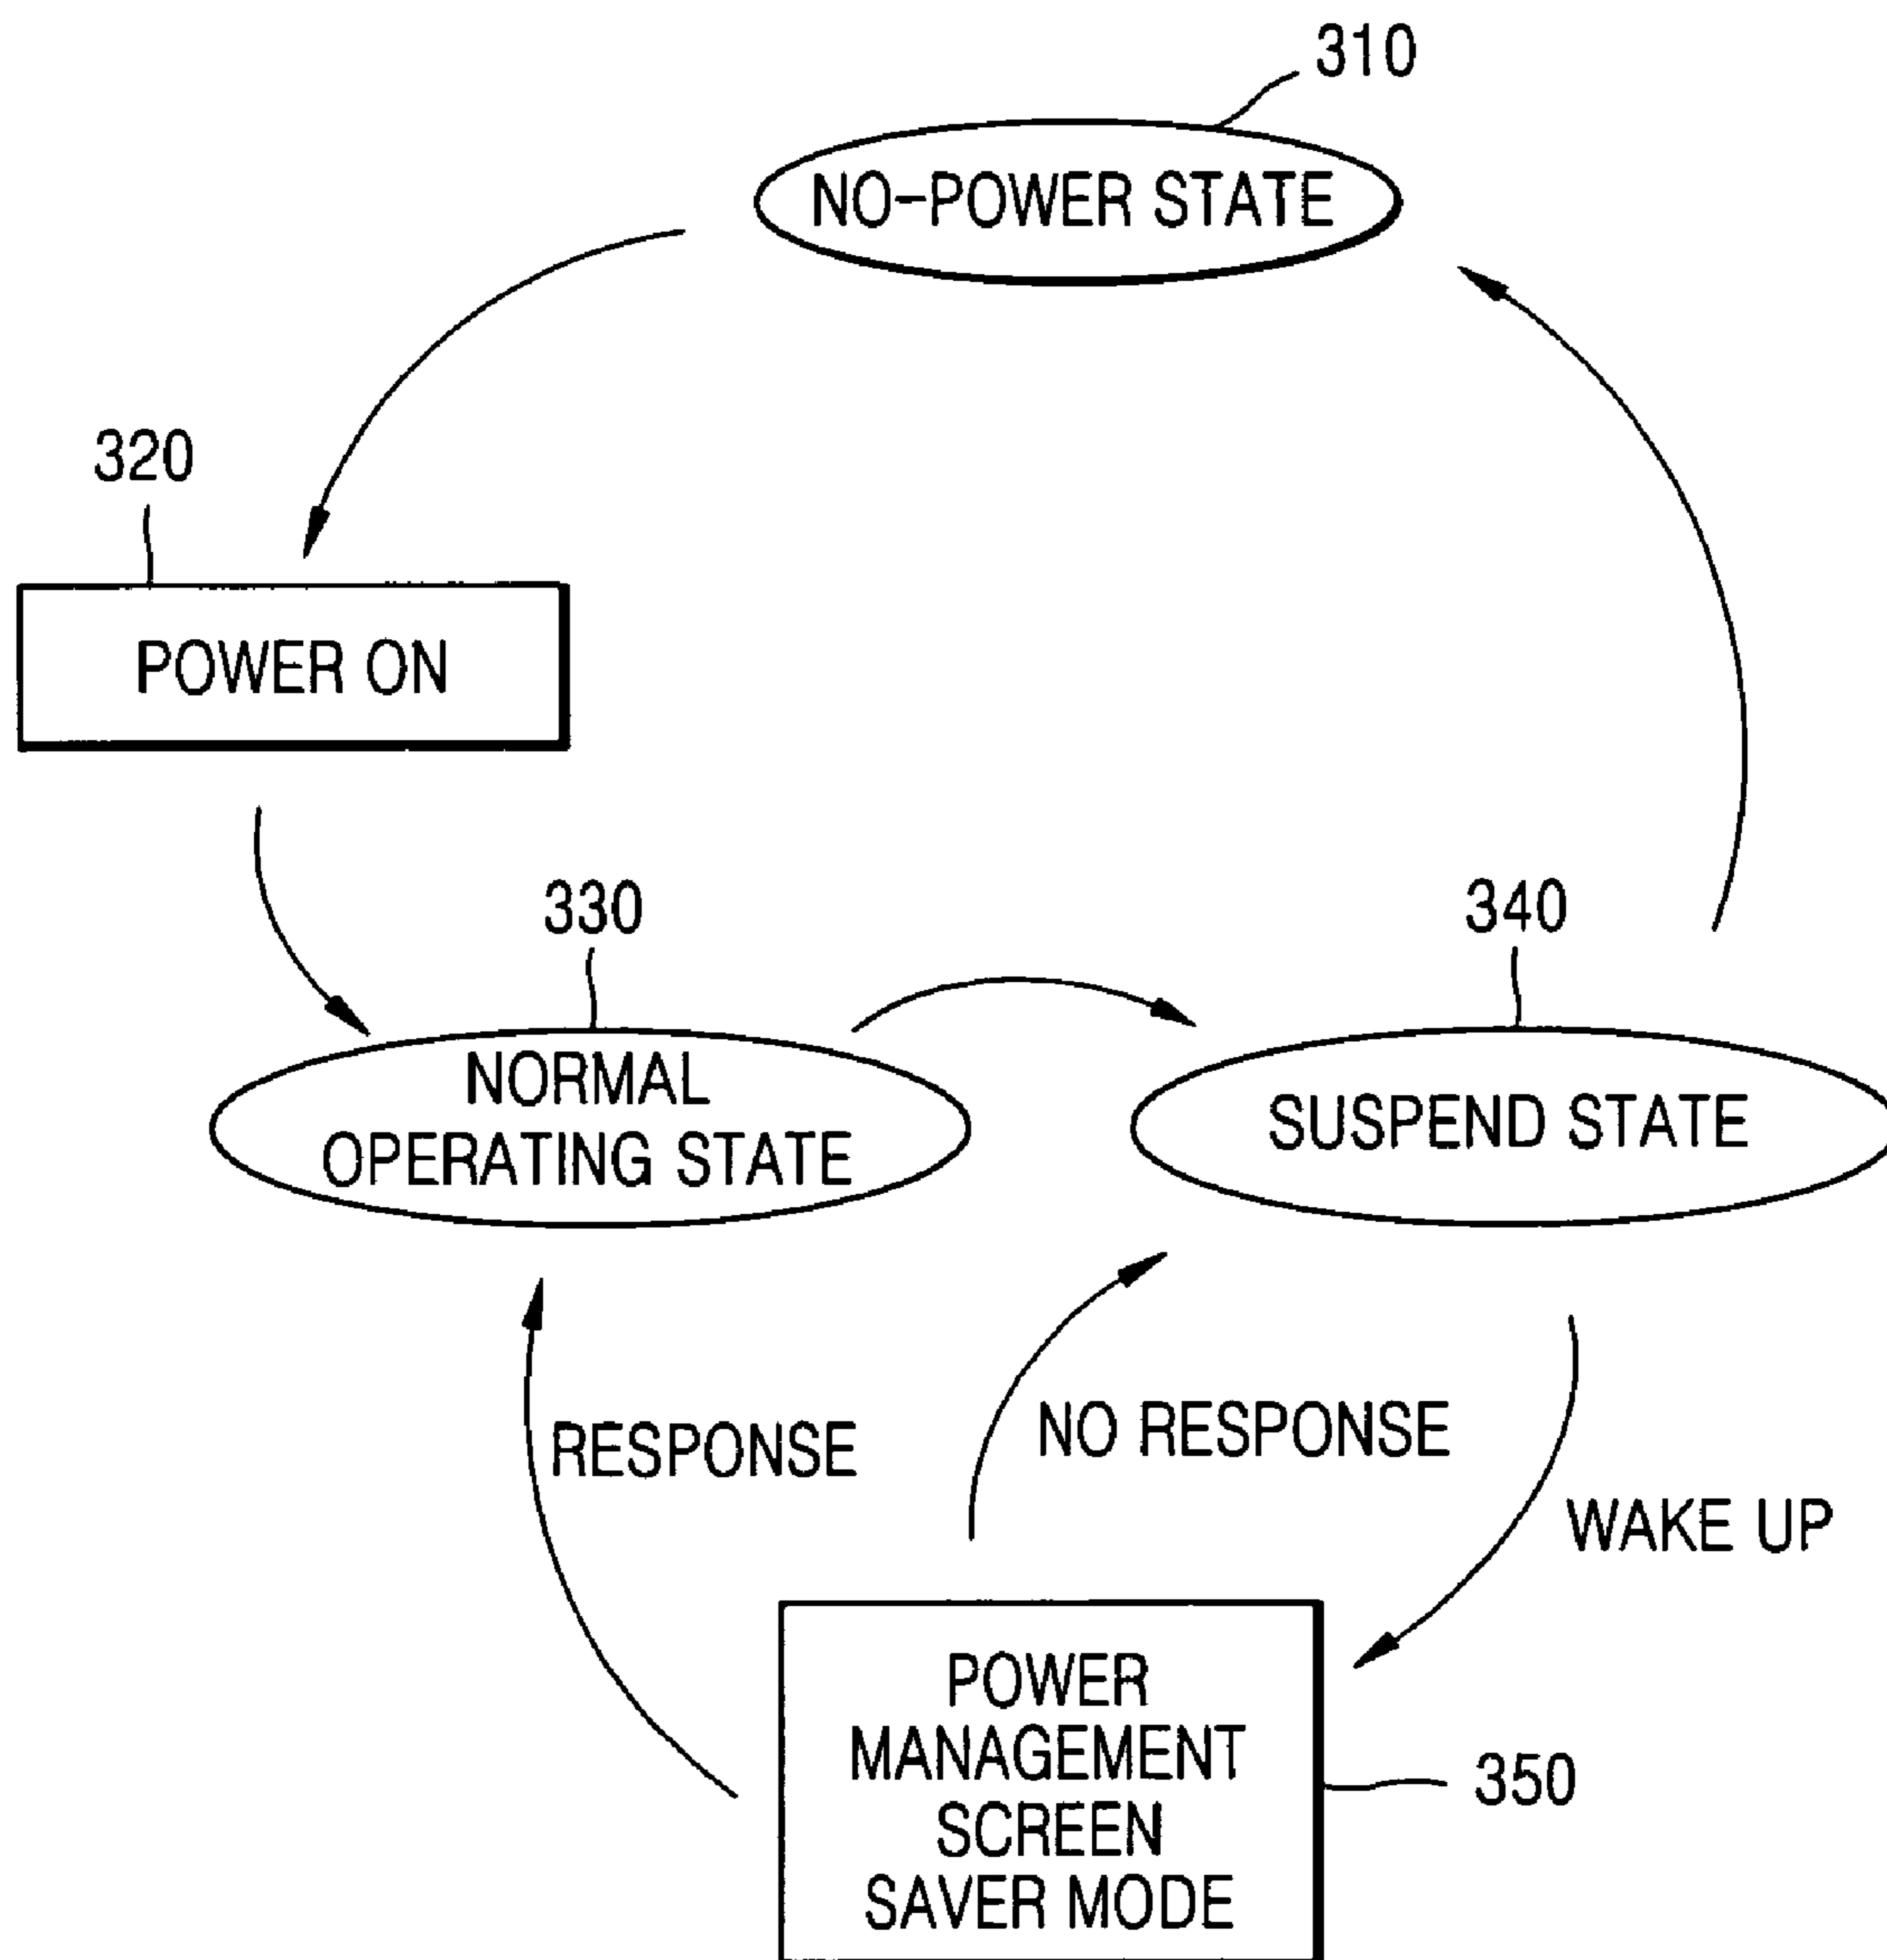 310
NO-POWER STATE
320
POWER ON
330
340
NORMAL
OPERATING STATE
SUSPEND STATE
RESPONSE
NO RESPONSE
WAKE UP
POWER
MANAGEMENT
SCREEN
SAVER MODE
350